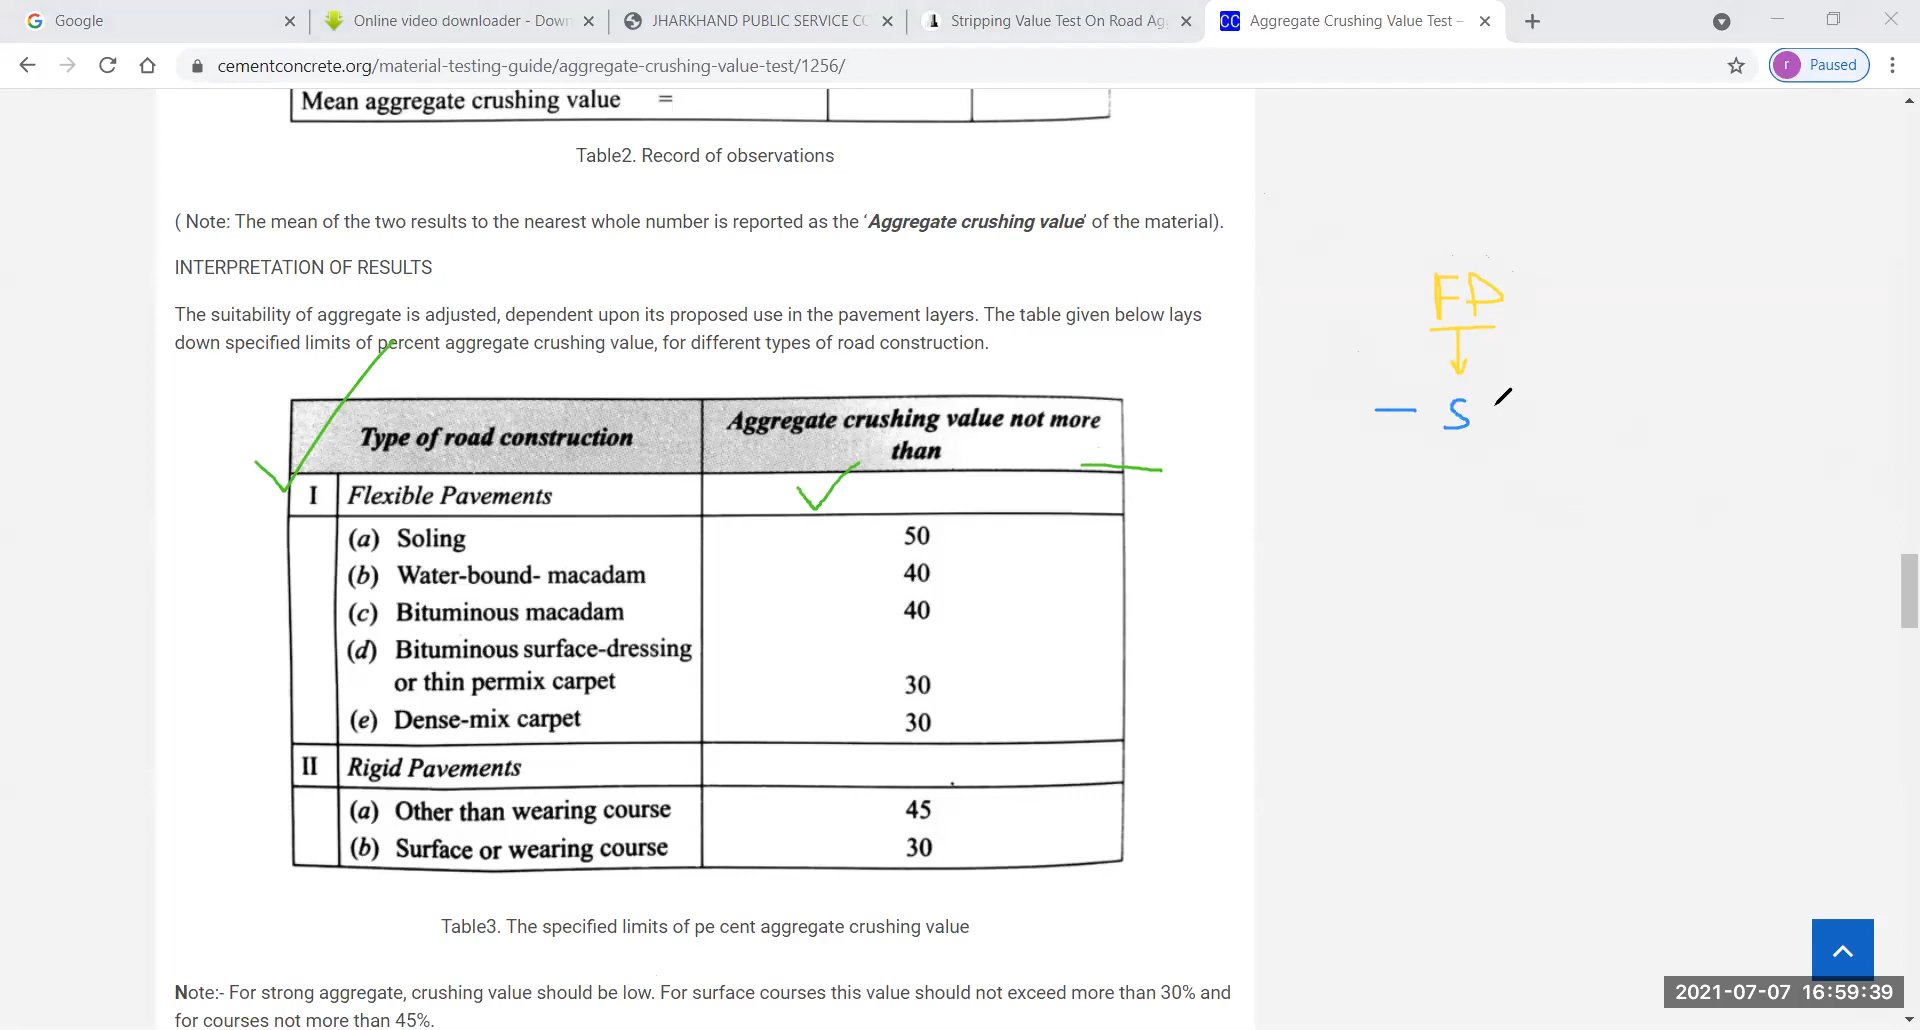 Google
Online video downloader - Down
JHARKHAND PUBLIC SERVICE CC
Stripping Value Test On Road Ag
CC Aggregate Crushing Value Test –
cementconcrete.org/material-testing-guide/aggregate-crushing-value-test/1256/
r Paused
Mean aggregate crushing value =
Table2. Record of observations
( Note: The mean of the two results to the nearest whole number is reported as the ‘Aggregate crushing value’ of the material).
INTERPRETATION OF RESULTS
The suitability of aggregate is adjusted, dependent upon its proposed use in the pavement layers. The table given below lays
down specified limits of percent aggregate crushing value, for different types of road construction.
FP
S
Type of road construction
Aggregate crushing value not more
than
I Flexible Pavements
(a) Soling 50
(b) Water-bound- macadam 40
(c) Bituminous macadam 40
(d) Bituminous surface-dressing
or thin permix carpet 30
(e) Dense-mix carpet 30
II Rigid Pavements
(a) Other than wearing course 45
(b) Surface or wearing course 30
Table3. The specified limits of pe cent aggregate crushing value
Note:- For strong aggregate, crushing value should be low. For surface courses this value should not exceed more than 30% and
for courses not more than 45%.
2021-07-07 16:59:39